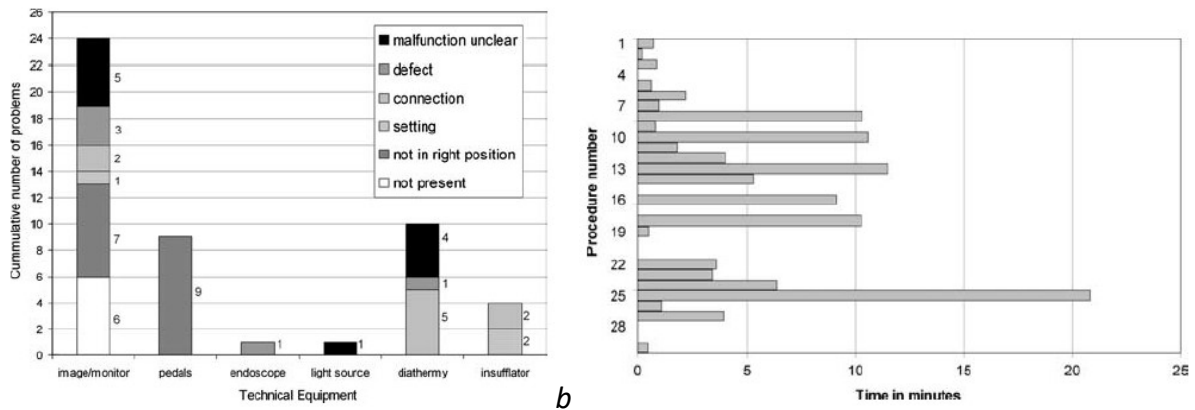 Cummulative number of problems
26
24
22
20
18
16
14
12
10
8
6
4
2
0
malfunction unclear
defect
connection
setting
not in right position
not present
5
3
2
1
7
6
9
1
1
4
1
5
2
2
image/monitor pedals endoscope light source diathermy insufflator
Technical Equipment
b
Procedure number
1
4
7
10
13
16
19
22
25
28
0 5 10 15 20 25
Time in minutes